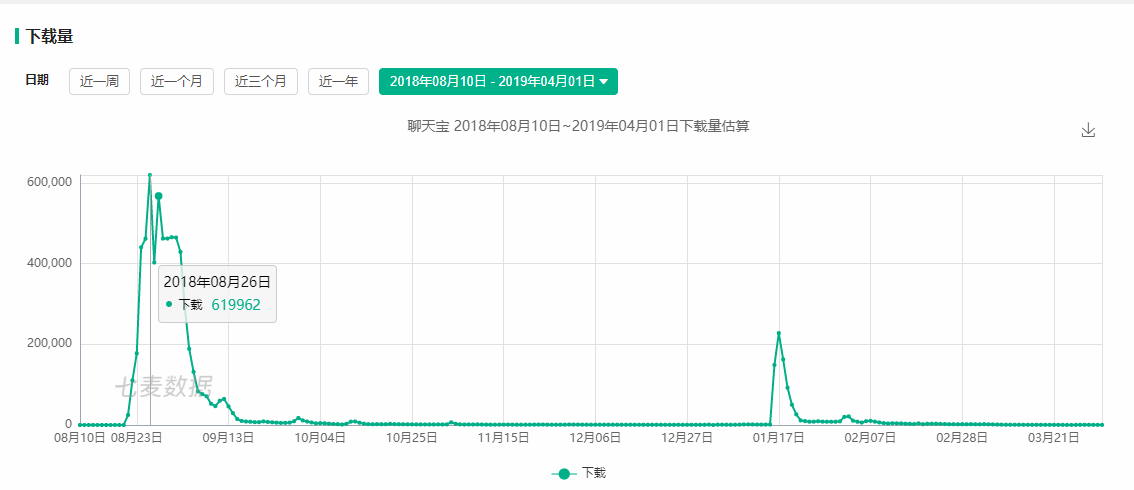 下载量
日期 近一周 近一个月 近三个月 近一年 2018年08月10日 - 2019年04月01日
聊天宝 2018年08月10日~2019年04月01日下载量估算
600,000
400,000
2018年08月26日
下载 619962
200,000
七麦数据
0
08月10日 08月23日 09月13日 10月04日 10月25日 11月15日 12月06日 12月27日 01月17日 02月07日 02月28日 03月21日
下载